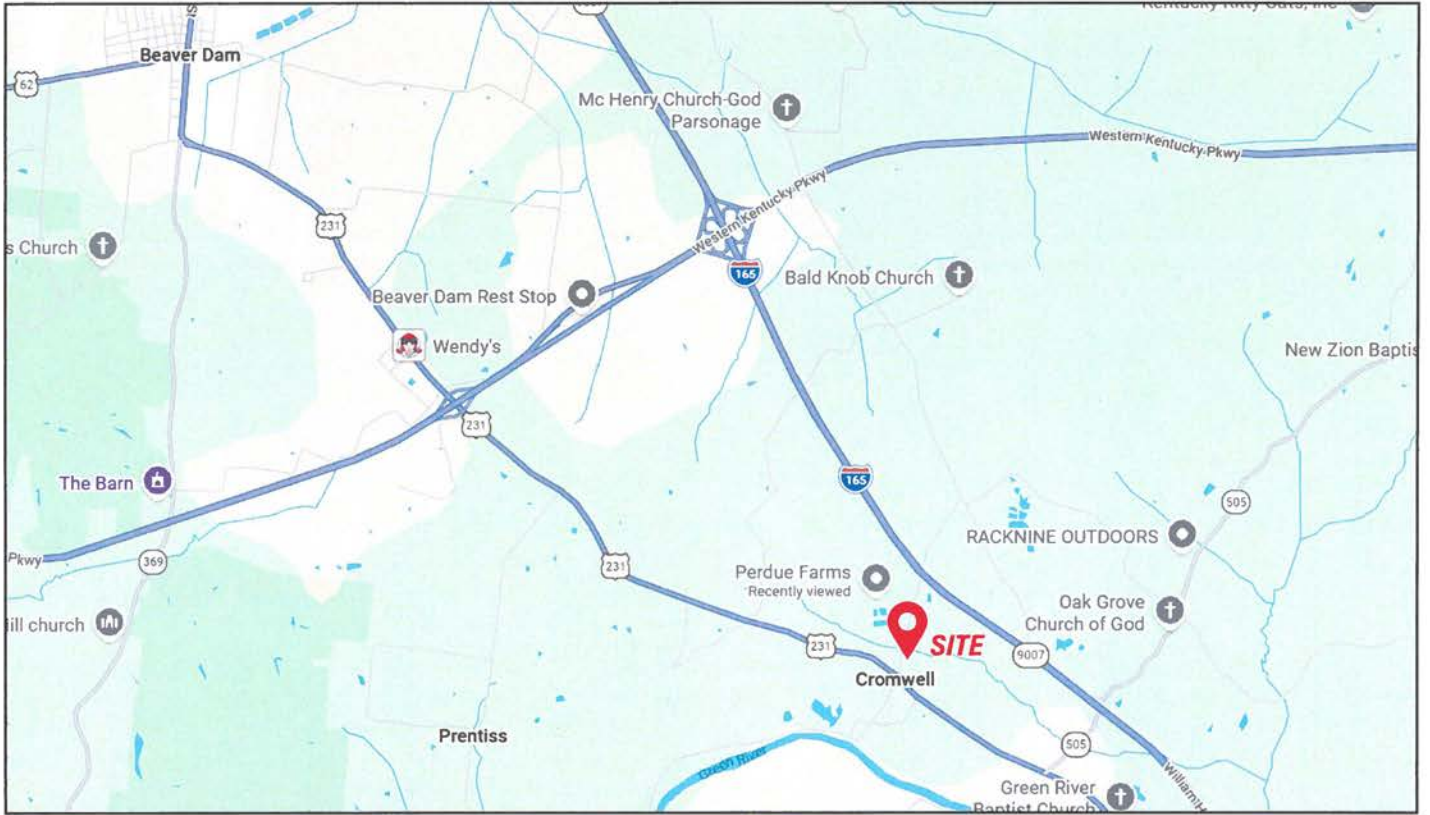 Beaver Dam
62
Mc Henry Church-God
Parsonage
Western Kentucky Pkwy
Western Kentucky Pkwy
231
s Church
165
Bald Knob Church
Beaver Dam Rest Stop
Wendy's
New Zion Baptis
231
The Barn
165
505
RACKNINE OUTDOORS
Pkwy
369
231
Perdue Farms
Recently viewed
Oak Grove
Church of God
ill church
231
SITE
9007
Cromwell
Prentiss
505
Green River
William H
Green River
Baptist Church